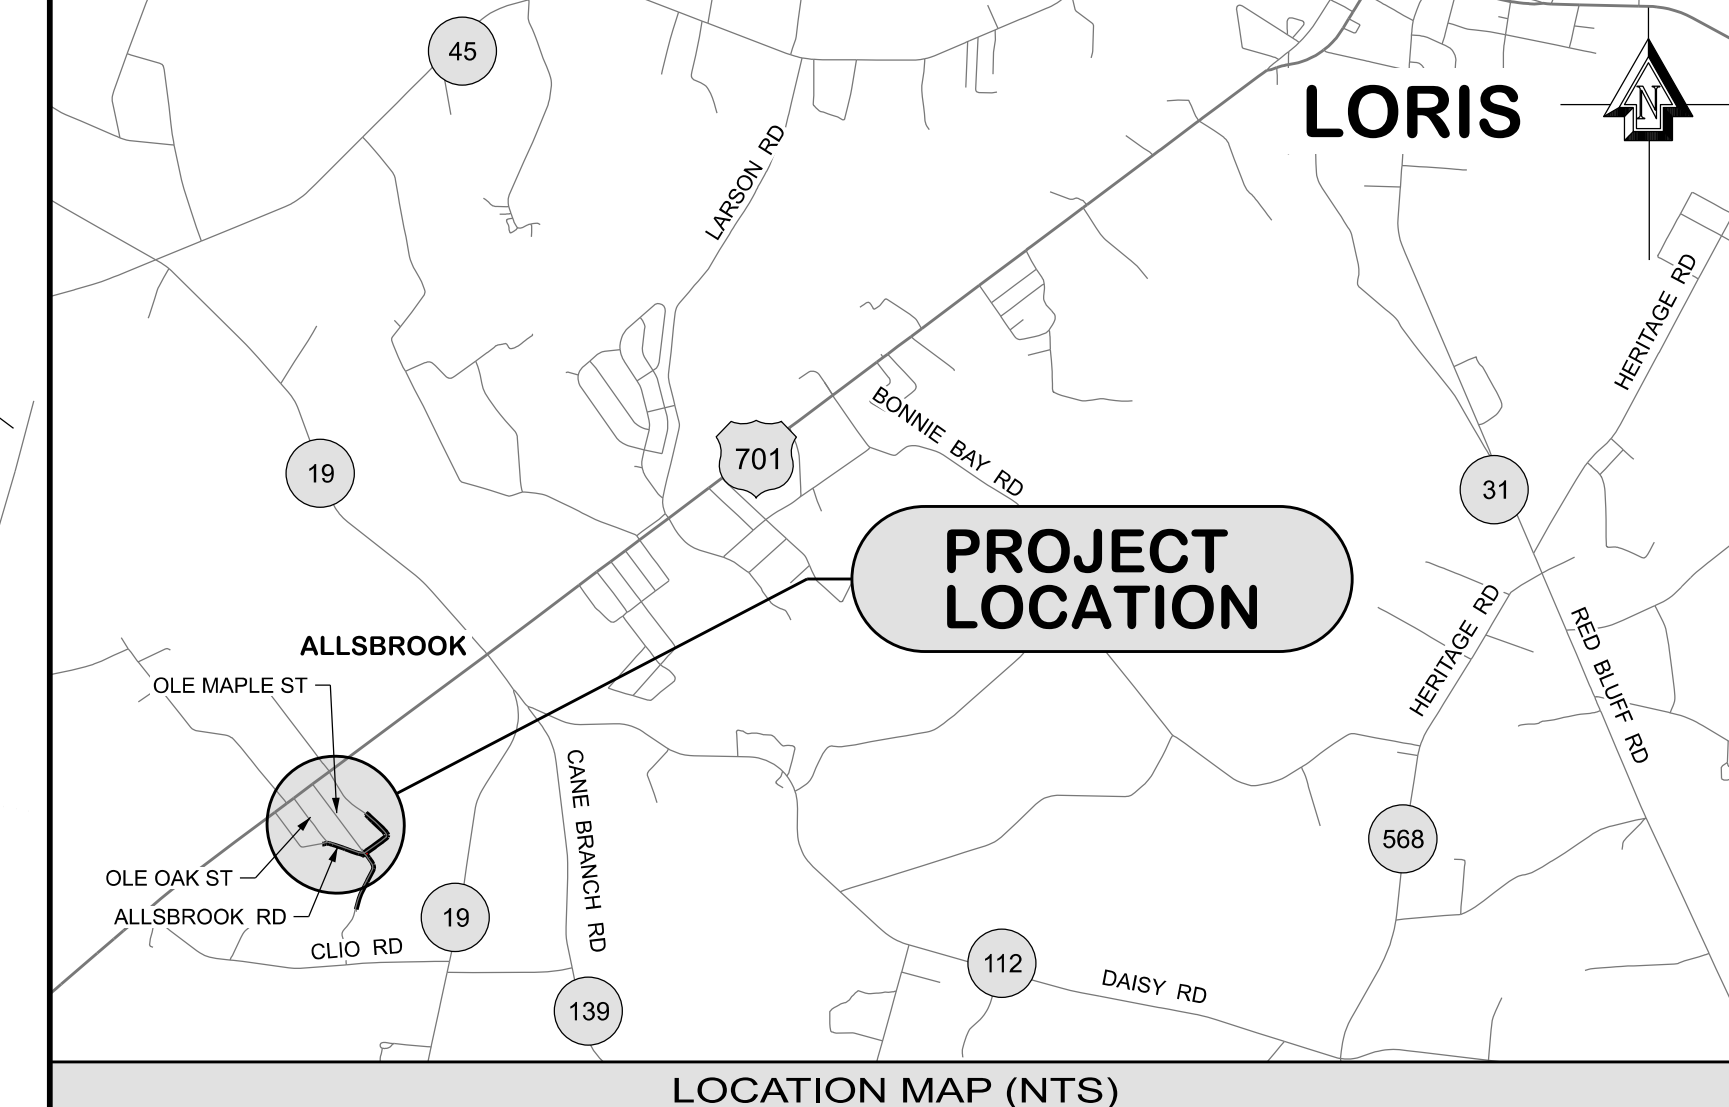 45
LORIS
N
LARSON RD
HERITAGE RD
BONNIE BAY RD
701
19
31
PROJECT
LOCATION
ALLSBROOK
OLE MAPLE ST
HERITAGE RD
RED BLUFF RD
CANE BRANCH RD
568
OLE OAK ST
ALLSBROOK RD
19
CLIO RD
112
DAISY RD
139
LOCATION MAP (NTS)